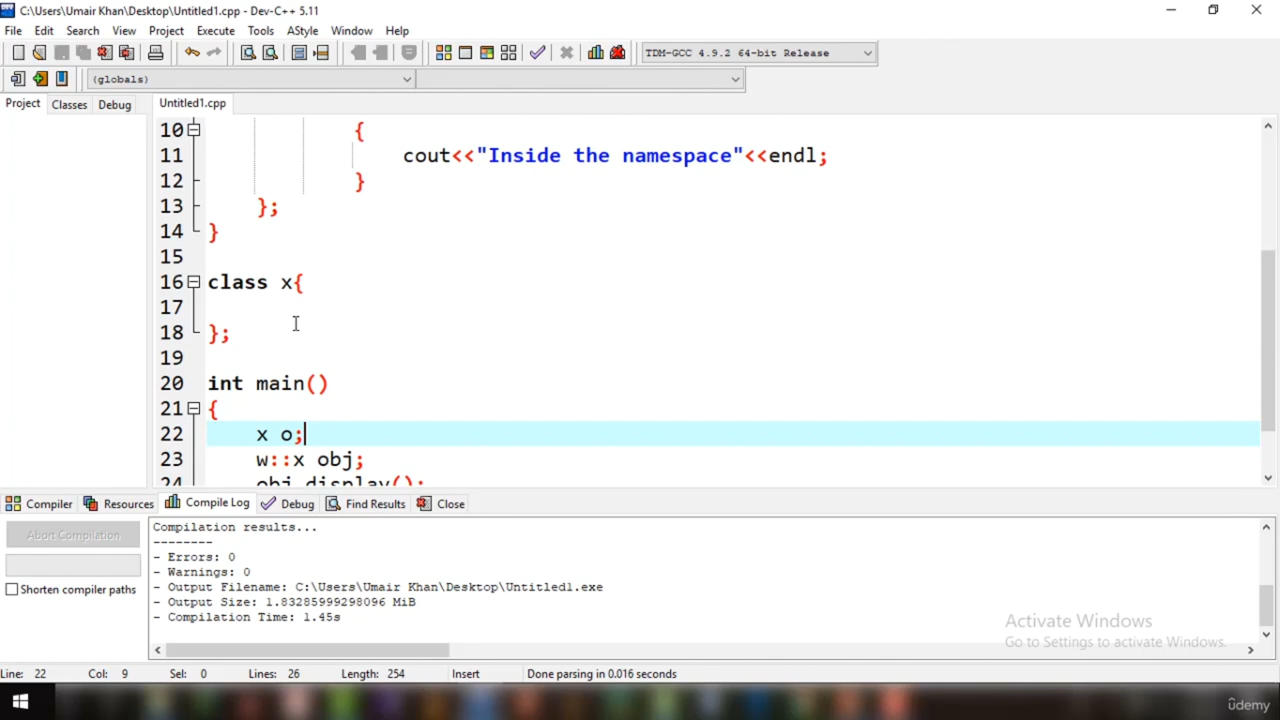 C:\Users\Umair Khan\Desktop\Untitled1.cpp - Dev-C++ 5.11
File Edit Search View Project Execute Tools AStyle Window Help
TDM-GCC 4.9.2 64-bit Release
(globals)
Project Classes Debug Untitled1.cpp
10 {
11 cout<<"Inside the namespace"<<endl;
12 }
13 };
14 }
15
16 class x{
17
18 };
19
20 int main()
21 {
22 x o;
23 w::x obj;
24 obj.display();
Compiler Resources Compile Log Debug Find Results Close
Abort Compilation
Shorten compiler paths
Compilation results...
--------
- Errors: 0
- Warnings: 0
- Output Filename: C:\Users\Umair Khan\Desktop\Untitled1.exe
- Output Size: 1.83285999298096 MiB
- Compilation Time: 1.45s
Activate Windows
Go to Settings to activate Windows.
Line: 22 Col: 9 Sel: 0 Lines: 26 Length: 254 Insert Done parsing in 0.016 seconds
ûdemy